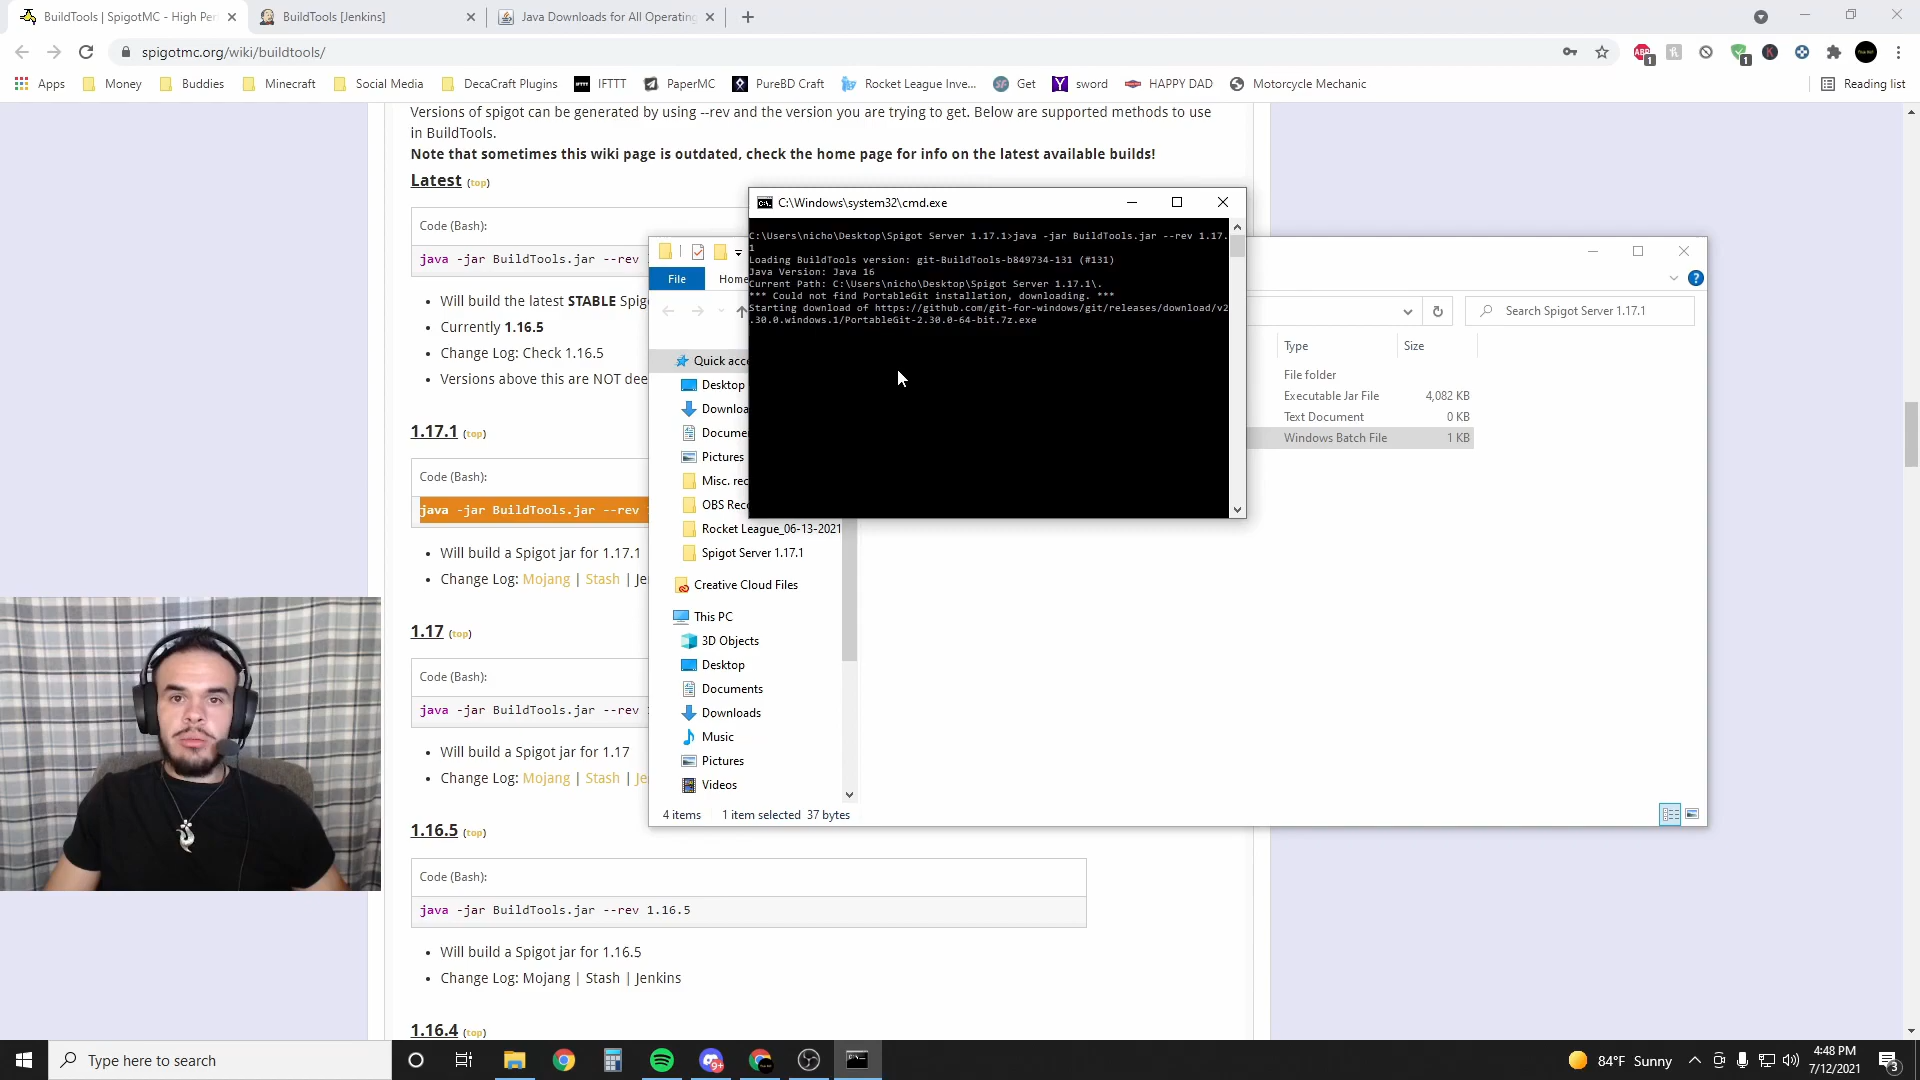 BuildTools | SpigotMC - High Per
BuildTools [Jenkins]
Java Downloads for All Operating
spigotmc.org/wiki/buildtools/
Apps
Money
Buddies
Minecraft
Social Media
DecaCraft Plugins
IFTTT
PaperMC
PureBD Craft
Rocket League Inve...
Get
sword
HAPPY DAD
Motorcycle Mechanic
Reading list
Versions of spigot can be generated by using --rev and the version you are trying to get. Below are supported methods to use
in BuildTools.
Note that sometimes this wiki page is outdated, check the home page for info on the latest available builds!
Latest (top)
Code (Bash):
java -jar BuildTools.jar --rev
Will build the latest STABLE Spig
Currently 1.16.5
Change Log: Check 1.16.5
Versions above this are NOT dee
1.17.1 (top)
Code (Bash):
java -jar BuildTools.jar --rev
Will build a Spigot jar for 1.17.1
Change Log: Mojang | Stash | Je
1.17 (top)
Code (Bash):
java -jar BuildTools.jar --rev
Will build a Spigot jar for 1.17
Change Log: Mojang | Stash | Je
1.16.5 (top)
Code (Bash):
java -jar BuildTools.jar --rev 1.16.5
Will build a Spigot jar for 1.16.5
Change Log: Mojang | Stash | Jenkins
1.16.4 (top)
C:\Windows\system32\cmd.exe
C:\Users\nicho\Desktop\Spigot Server 1.17.1>java -jar BuildTools.jar --rev 1.17.
1
Loading BuildTools version: git-BuildTools-b849734-131 (#131)
Java Version: Java 16
Current Path: C:\Users\nicho\Desktop\Spigot Server 1.17.1\.
*** Could not find PortableGit installation, downloading. ***
Starting download of https://github.com/git-for-windows/git/releases/download/v2
.30.0.windows.1/PortableGit-2.30.0-64-bit.7z.exe
File
Home
Search Spigot Server 1.17.1
Type
Size
File folder
Executable Jar File
4,082 KB
Text Document
0 KB
Windows Batch File
1 KB
Quick acc
Desktop
Downloa
Docume
Pictures
Misc. rec
OBS Reco
Rocket League_06-13-2021
Spigot Server 1.17.1
Creative Cloud Files
This PC
3D Objects
Desktop
Documents
Downloads
Music
Pictures
Videos
4 items
1 item selected 37 bytes
Type here to search
84°F Sunny
4:48 PM
7/12/2021
3